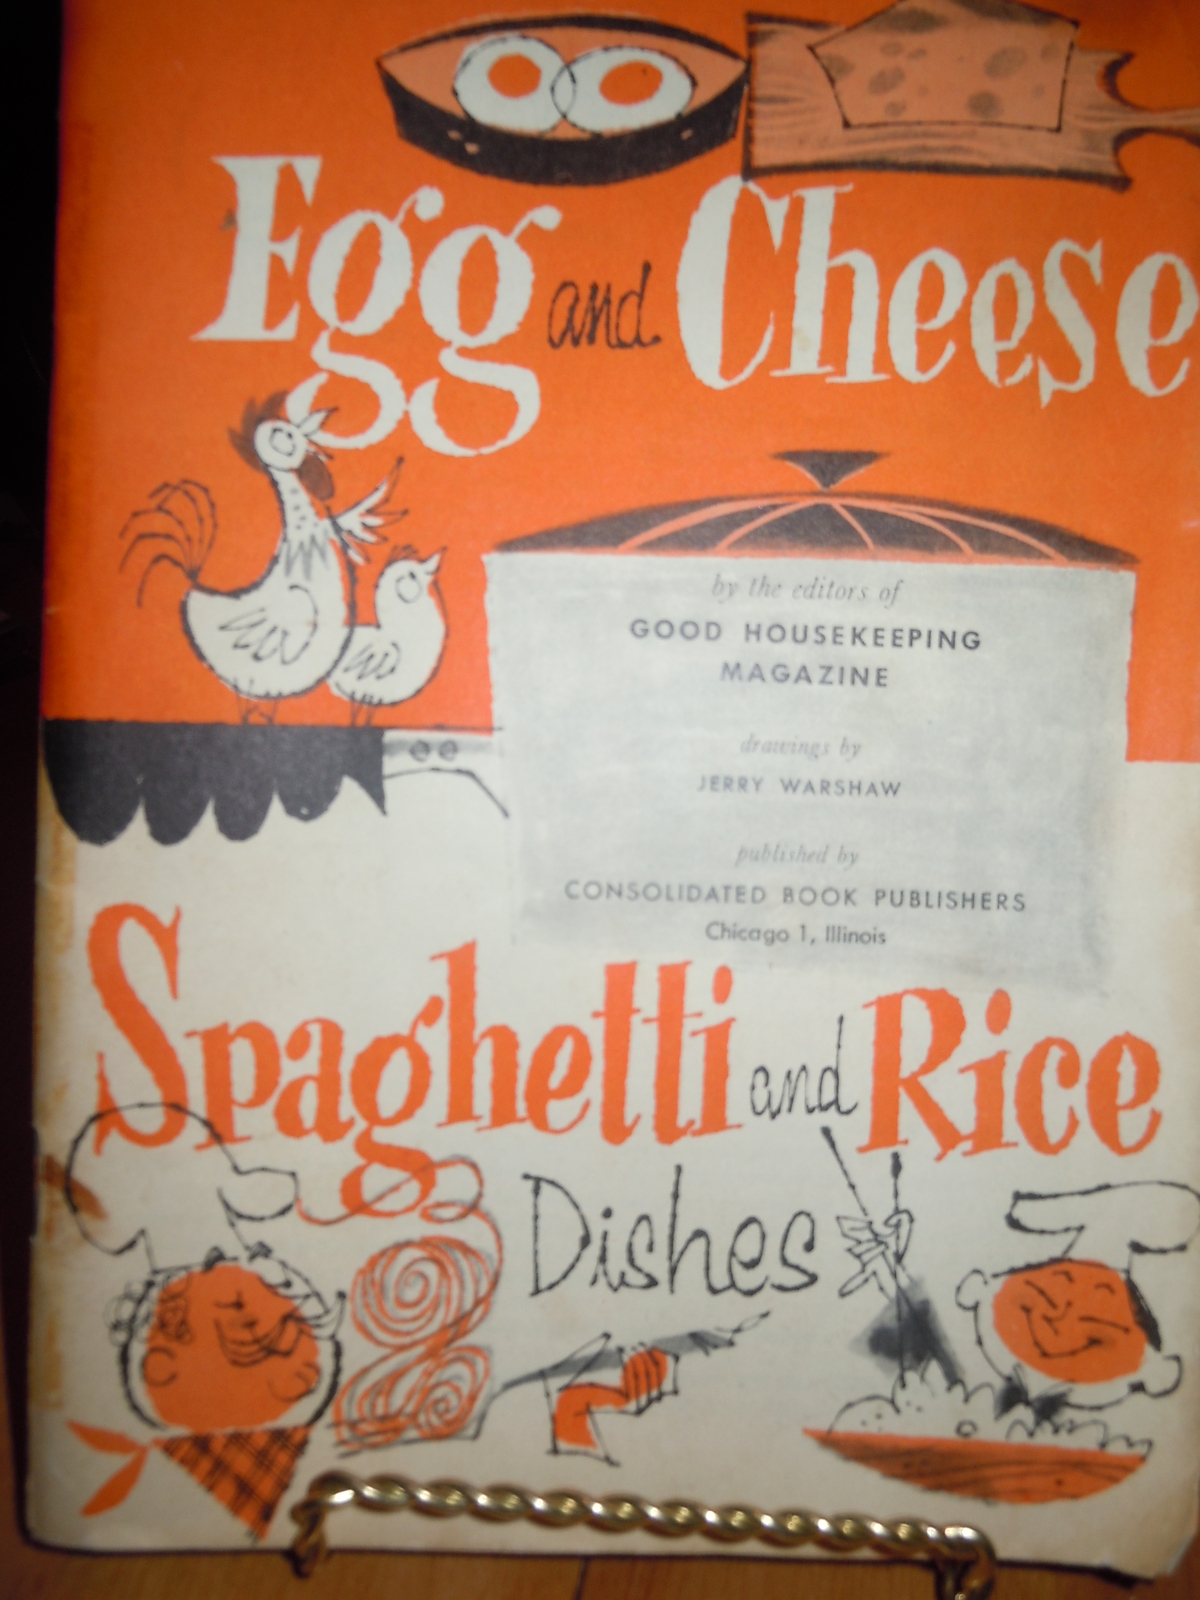 Egg and Cheese
by the editors of
GOOD HOUSEKEEPING
MAGAZINE
drawings by
JERRY WARSHAW
published by
CONSOLIDATED BOOK PUBLISHERS
Chicago 1, Illinois
Spaghetti and Rice
Dishes